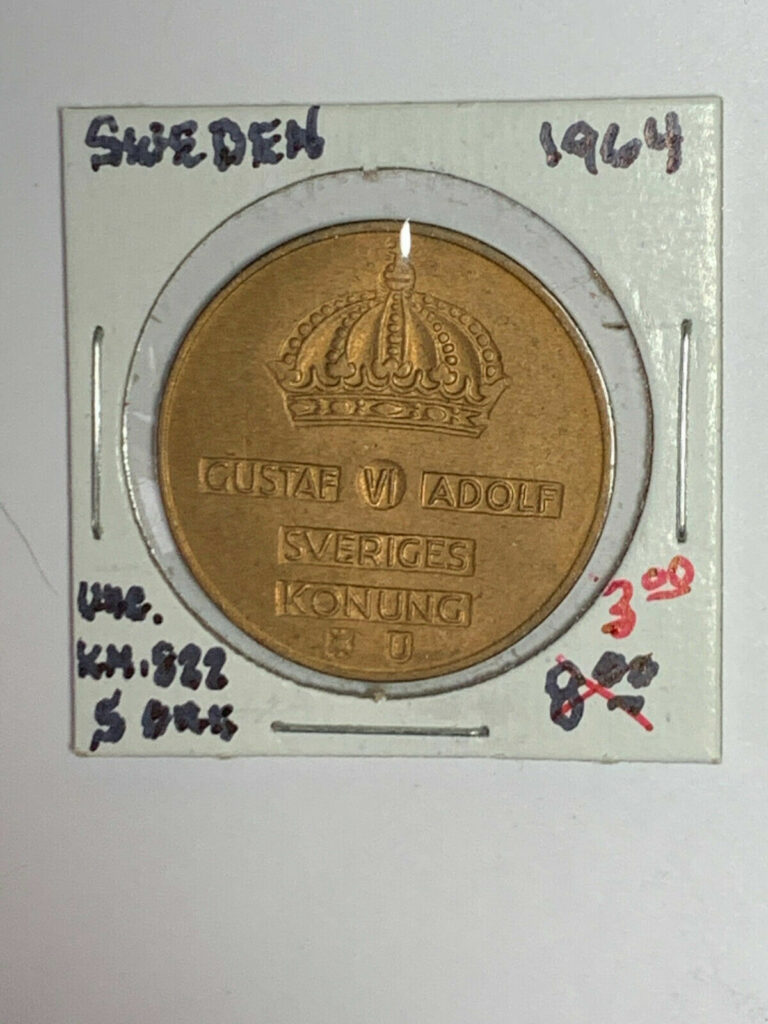 SWEDEN 1964
GUSTAF VI ADOLF
SVERIGES
KONUNG
U
UNC.
KM.822
5 ORE
3.00
8.00